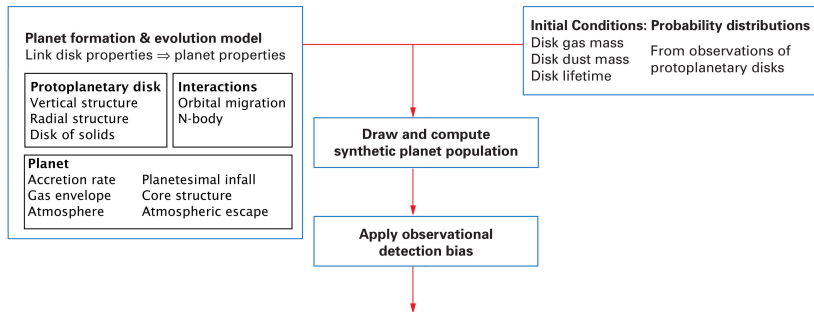 Planet formation & evolution model
Link disk properties ⇒ planet properties
Protoplanetary disk
Vertical structure
Radial structure
Disk of solids
Interactions
Orbital migration
N-body
Planet
Accretion rate Planetesimal infall
Gas envelope Core structure
Atmosphere Atmospheric escape
Initial Conditions: Probability distributions
Disk gas mass
Disk dust mass
Disk lifetime
From observations of
protoplanetary disks
Draw and compute
synthetic planet population
Apply observational
detection bias